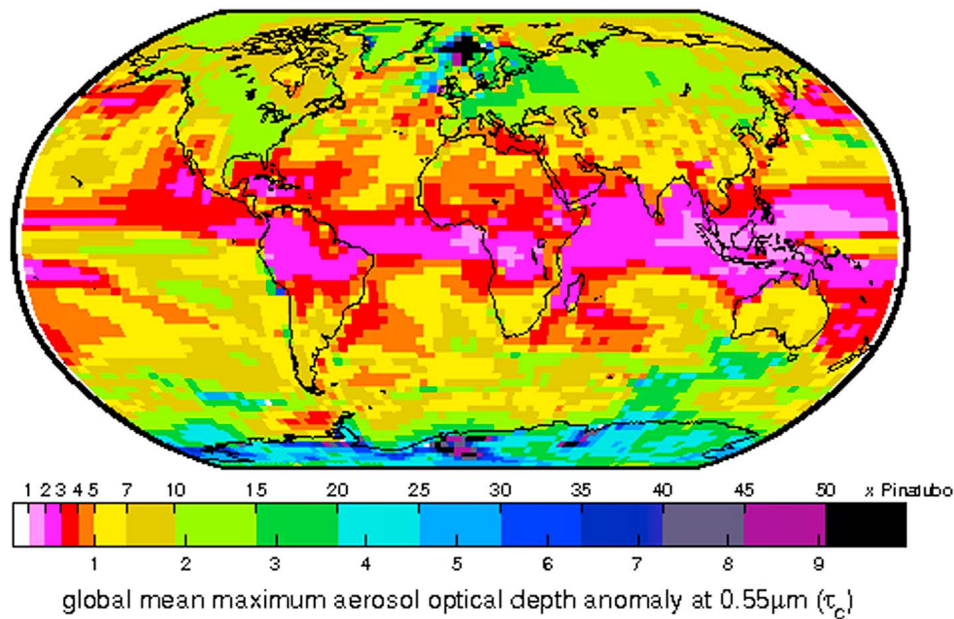 1 2 3 4 5 7 10 15 20 25 30 35 40 45 50 x Pinatubo
1 2 3 4 5 6 7 8 9
global mean maximum aerosol optical depth anomaly at 0.55μm (τc)